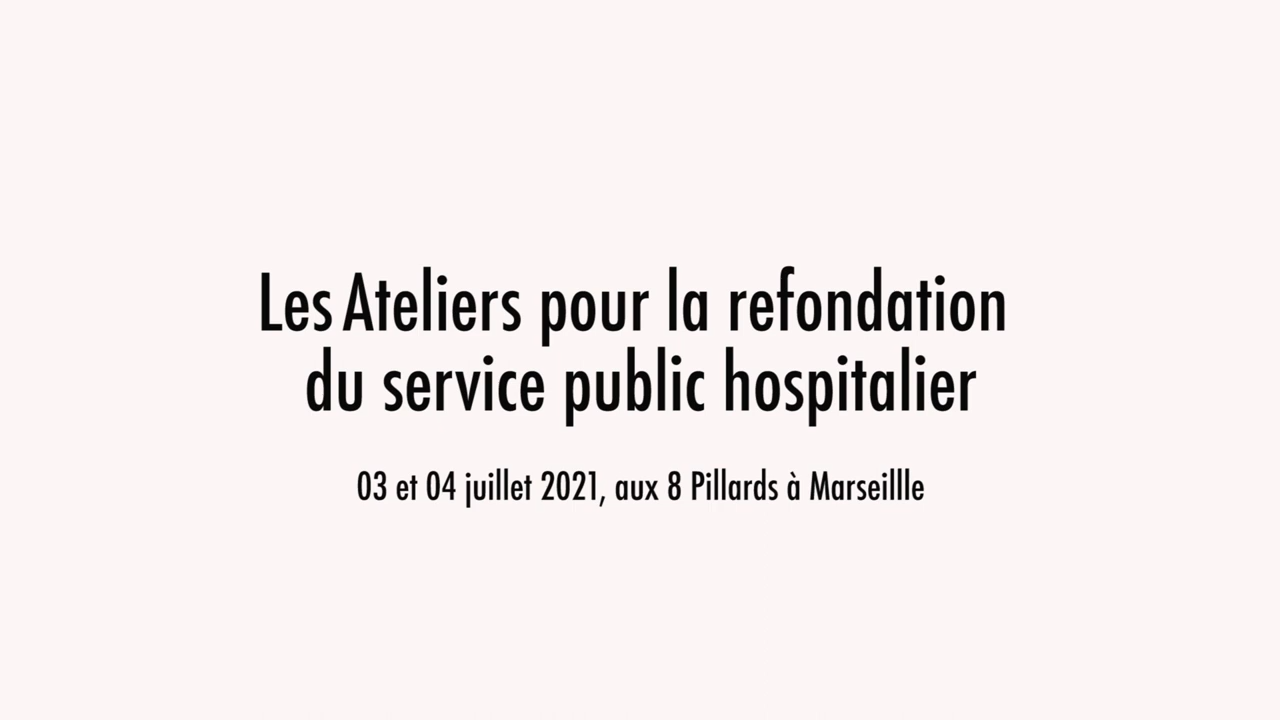 Les Ateliers pour la refondation
du service public hospitalier
03 et 04 juillet 2021, aux 8 Pillards à Marseillle